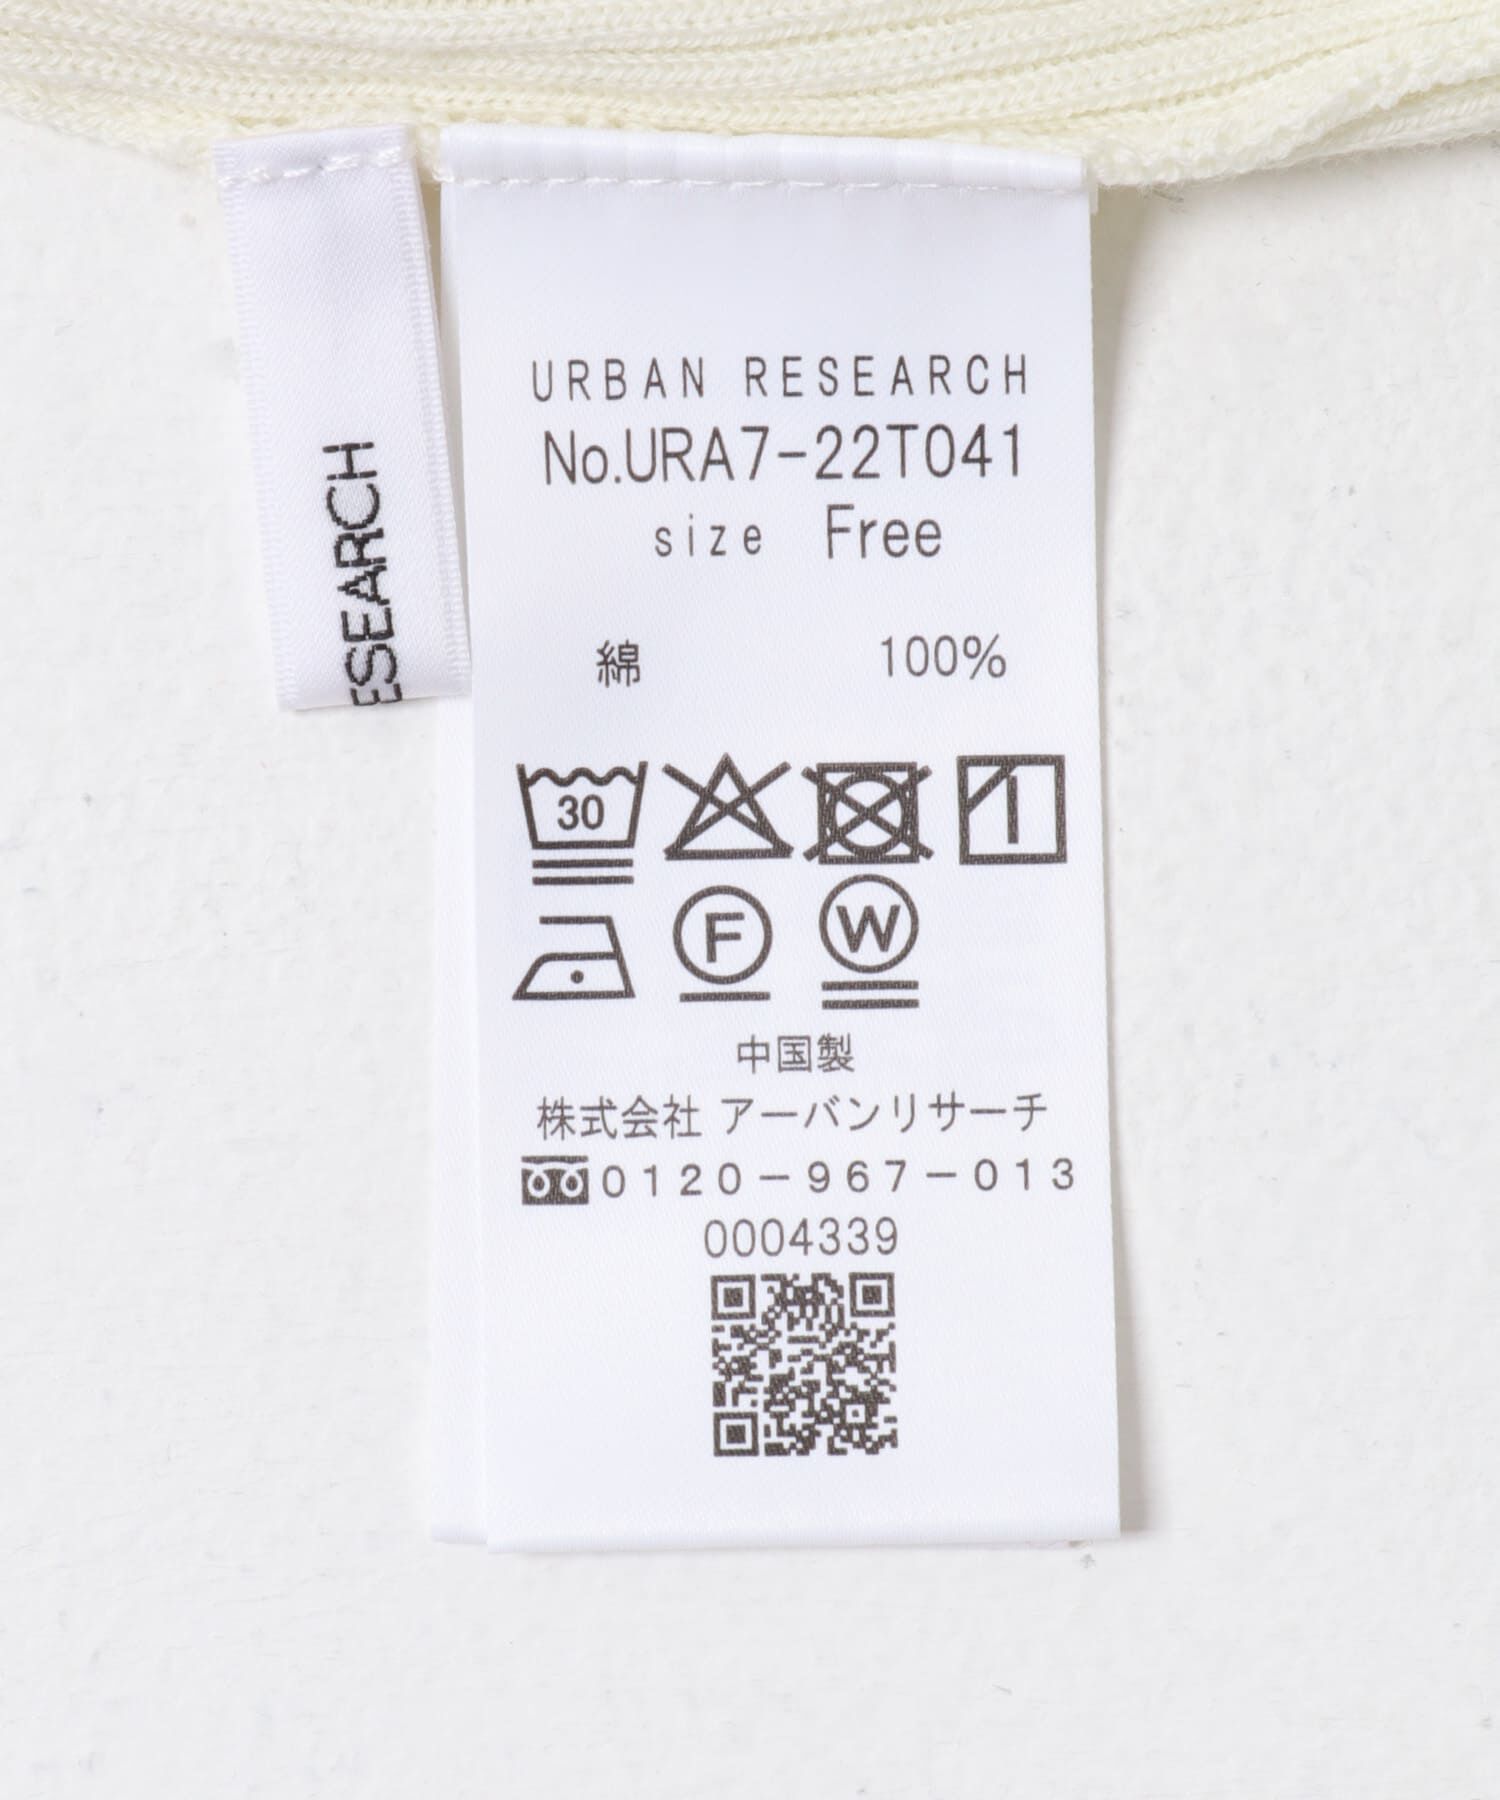 ESEARCH
URBAN RESEARCH
No.URA7-22T041
size Free
綿 100%
30
F W
中国製
株式会社 アーバンリサーチ
0120-967-013
0004339